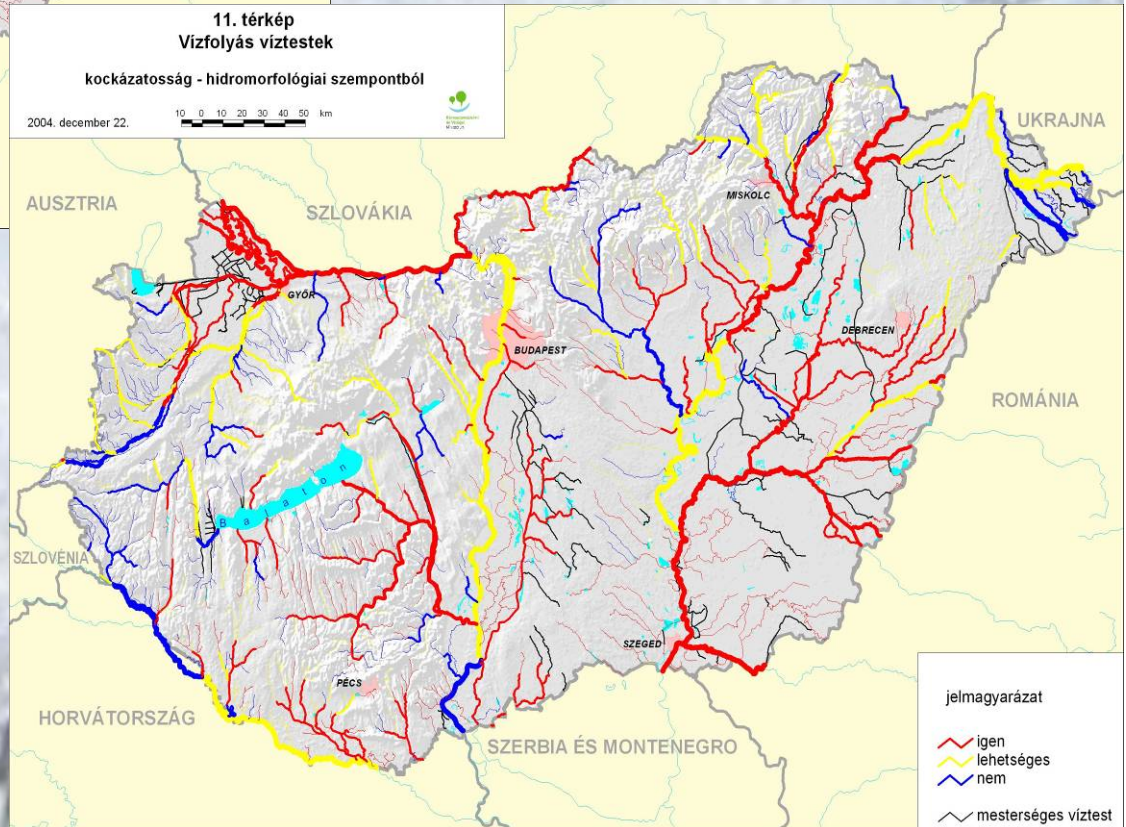 11. térkép
Vízfolyás víztestek
kockázatosság - hidromorfológiai szempontból
10 0 10 20 30 40 50 km
2004. december 22.
UKRAJNA
AUSZTRIA
SZLOVÁKIA
MISKOLC
GYŐR
DEBRECEN
BUDAPEST
ROMÁNIA
Balaton
SZLOVÉNIA
SZEGED
PÉCS
HORVÁTORSZÁG
SZERBIA ÉS MONTENEGRO
jelmagyarázat
igen
lehetséges
nem
mesterséges víztest